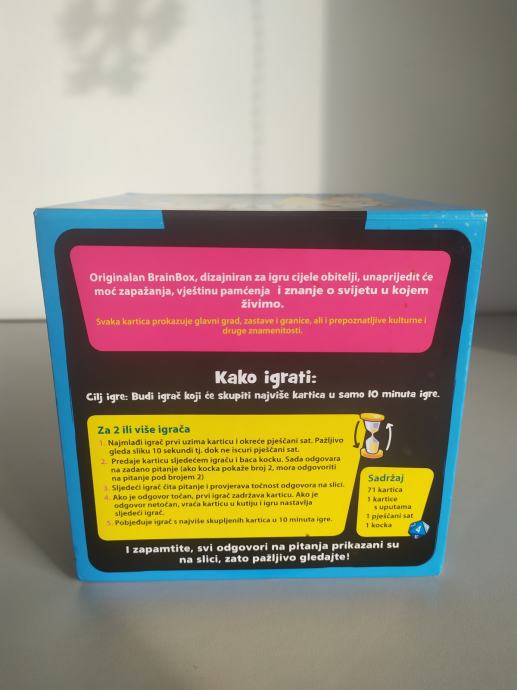 Originalan BrainBox, dizajniran za igru cijele obitelji, unaprijedit će
moć zapažanja, vještinu pamćenja i znanje o svijetu u kojem
živimo.
Svaka kartica prokazuje glavni grad, zastave i granice, ali i prepoznatljive kulturne i
druge znamenitosti.
Kako igrati:
Cilj igre: Budi igrač koji će skupiti najviše kartica u samo 10 minuta igre.
Za 2 ili više igrača
1. Najmlađi igrač prvi uzima karticu i okreće pješčani sat. Pažljivo
gleda sliku 10 sekundi tj. dok ne iscuri pješčani sat.
2. Predaje karticu sljedećem igraču i baca kocku. Sada odgovara
na zadano pitanje (ako kocka pokaže broj 2, mora odgovoriti
na pitanje pod brojem 2)
3. Sljedeći igrač čita pitanje i provjerava točnost odgovora na slici.
4. Ako je odgovor točan, prvi igrač zadržava karticu. Ako je
odgovor netočan, vraća karticu u kutiju i igru nastavlja
sljedeći igrač.
5. Pobjeđuje igrač s najviše skupljenih kartica u 10 minuta igre.
Sadržaj
71 kartica
1 kartice
s uputama
1 pješčani sat
1 kocka
4
I zapamtite, svi odgovori na pitanja prikazani su
na slici, zato pažljivo gledajte!